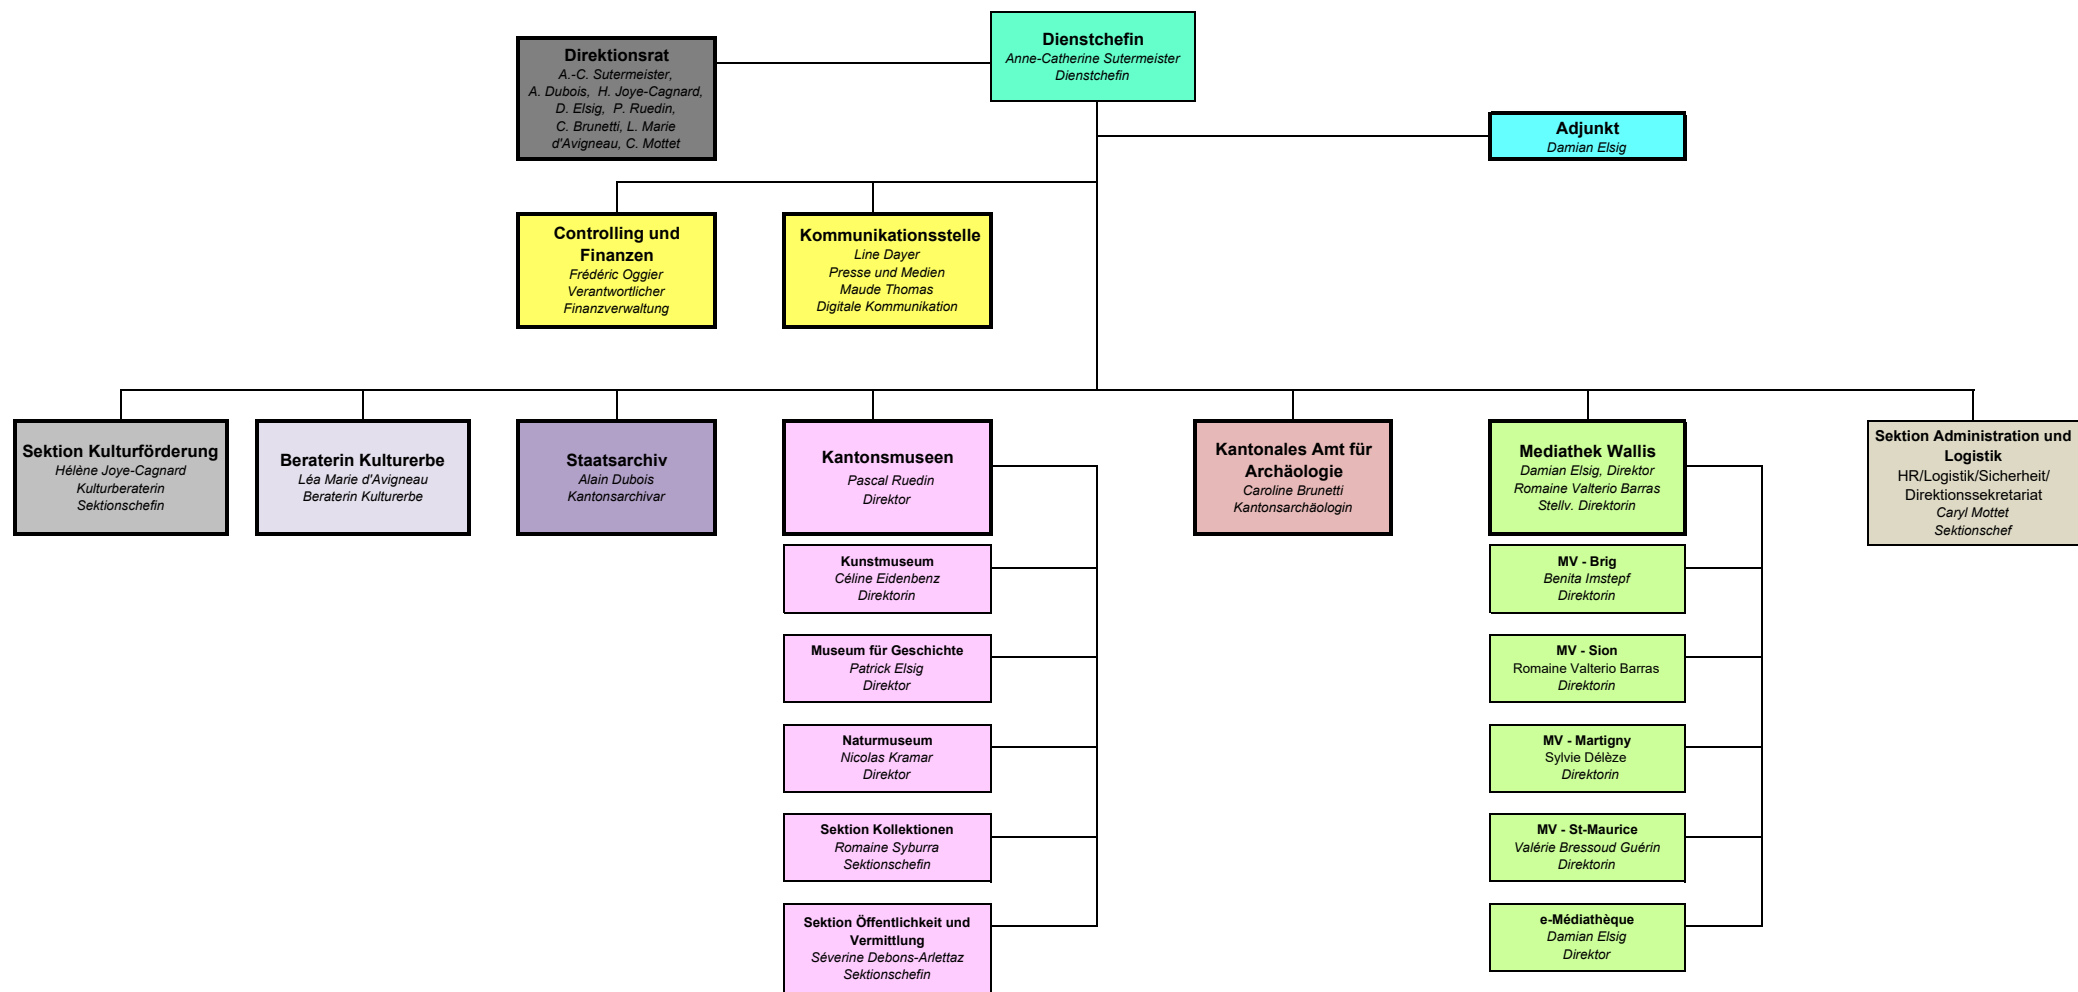 Dienstchefin
Anne-Catherine Sutermeister
Dienstchefin
Direktionsrat
A.-C. Sutermeister,
A. Dubois, H. Joye-Cagnard,
D. Elsig, P. Ruedin,
C. Brunetti, L. Marie
d'Avigneau, C. Mottet
Adjunkt
Damian Elsig
Controlling und
Finanzen
Frédéric Oggier
Verantwortlicher
Finanzverwaltung
Kommunikationsstelle
Line Dayer
Presse und Medien
Maude Thomas
Digitale Kommunikation
Sektion Kulturförderung
Hélène Joye-Cagnard
Kulturberaterin
Sektionschefin
Beraterin Kulturerbe
Léa Marie d'Avigneau
Beraterin Kulturerbe
Staatsarchiv
Alain Dubois
Kantonsarchivar
Kantonsmuseen
Pascal Ruedin
Direktor
Kunstmuseum
Céline Eidenbenz
Direktorin
Museum für Geschichte
Patrick Elsig
Direktor
Naturmuseum
Nicolas Kramar
Direktor
Sektion Kollektionen
Romaine Syburra
Sektionschefin
Sektion Öffentlichkeit und
Vermittlung
Séverine Debons-Arlettaz
Sektionschefin
Kantonales Amt für
Archäologie
Caroline Brunetti
Kantonsarchäologin
Mediathek Wallis
Damian Elsig, Direktor
Romaine Valterio Barras
Stellv. Direktorin
MV - Brig
Benita Imstepf
Direktorin
MV - Sion
Romaine Valterio Barras
Direktorin
MV - Martigny
Sylvie Délèze
Direktorin
MV - St-Maurice
Valérie Bressoud Guérin
Direktorin
e-Médiathèque
Damian Elsig
Direktor
Sektion Administration und
Logistik
HR/Logistik/Sicherheit/
Direktionssekretariat
Caryl Mottet
Sektionschef